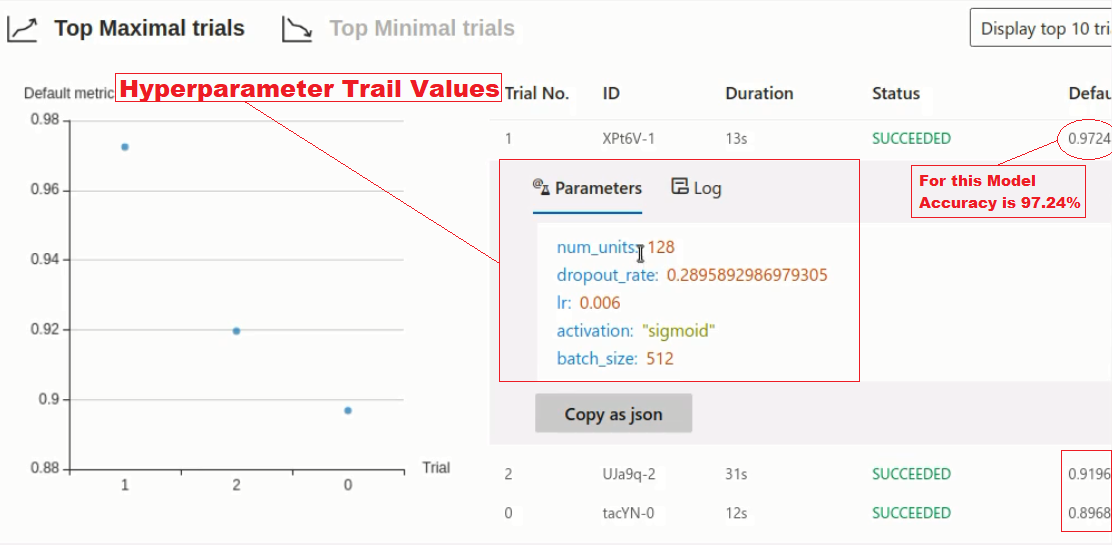 Top Maximal trials
Top Minimal trials
Display top 10 tri
Default metric
Hyperparameter Trail Values
Trial No. ID Duration Status Defau
0.98
0.96
0.94
0.92
0.9
0.88
1 2 0
Trial
1 XPt6V-1 13s SUCCEEDED 0.9724
For this Model
Accuracy is 97.24%
Parameters Log
num_units: 128
dropout_rate: 0.2895892986979305
lr: 0.006
activation: "sigmoid"
batch_size: 512
Copy as json
2 UJa9q-2 31s SUCCEEDED 0.9196
0 tacYN-0 12s SUCCEEDED 0.8968